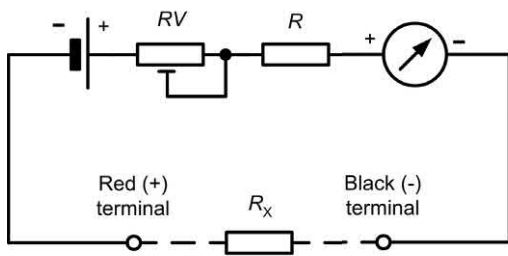 - + RV R + -
Red (+)
terminal
Rx
Black (-)
terminal